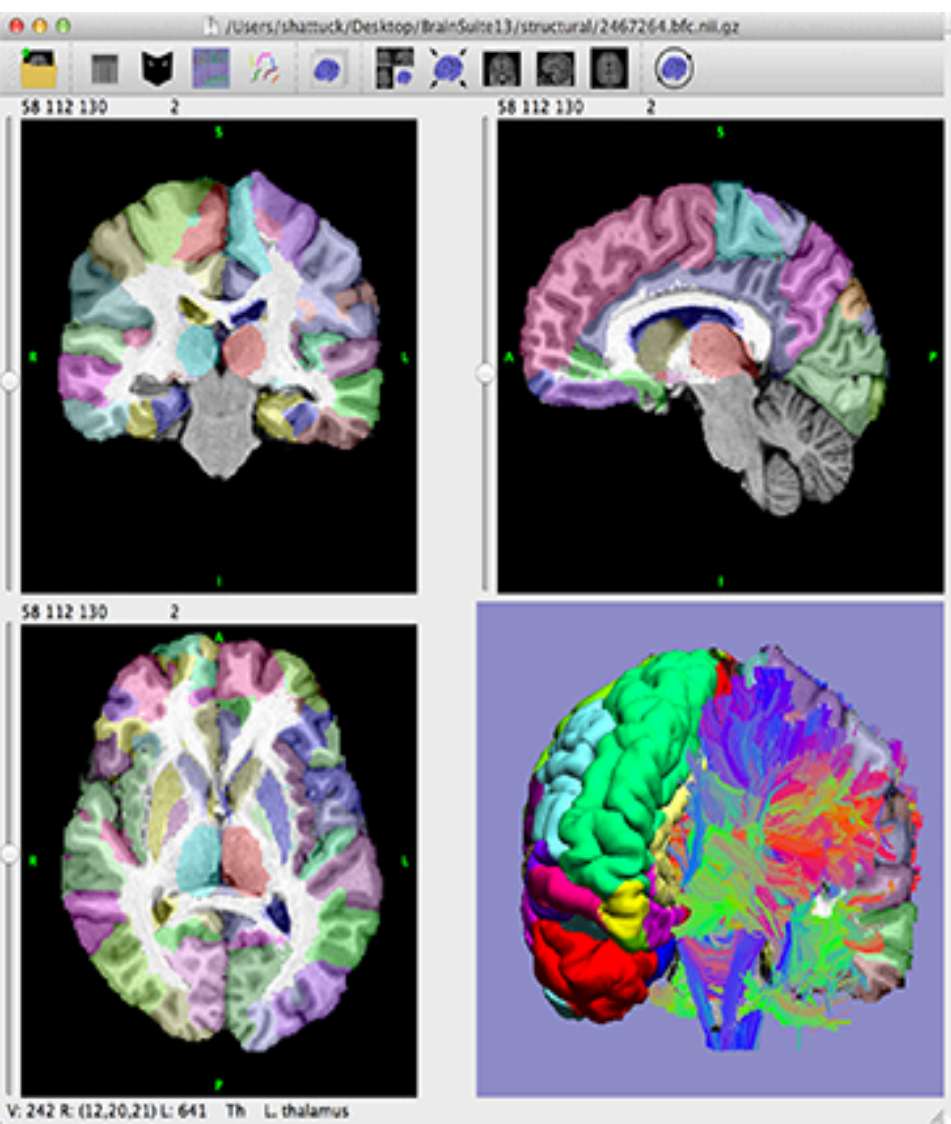 /Users/shattuck/Desktop/BrainSuite13/structural/2467264.bfc.nii.gz
58 112 130 2
58 112 130 2
S
S
R
L
A
P
I
I
58 112 130 2
A
R
L
P
V: 242 R: (12,20,21) L: 641 Th L. thalamus